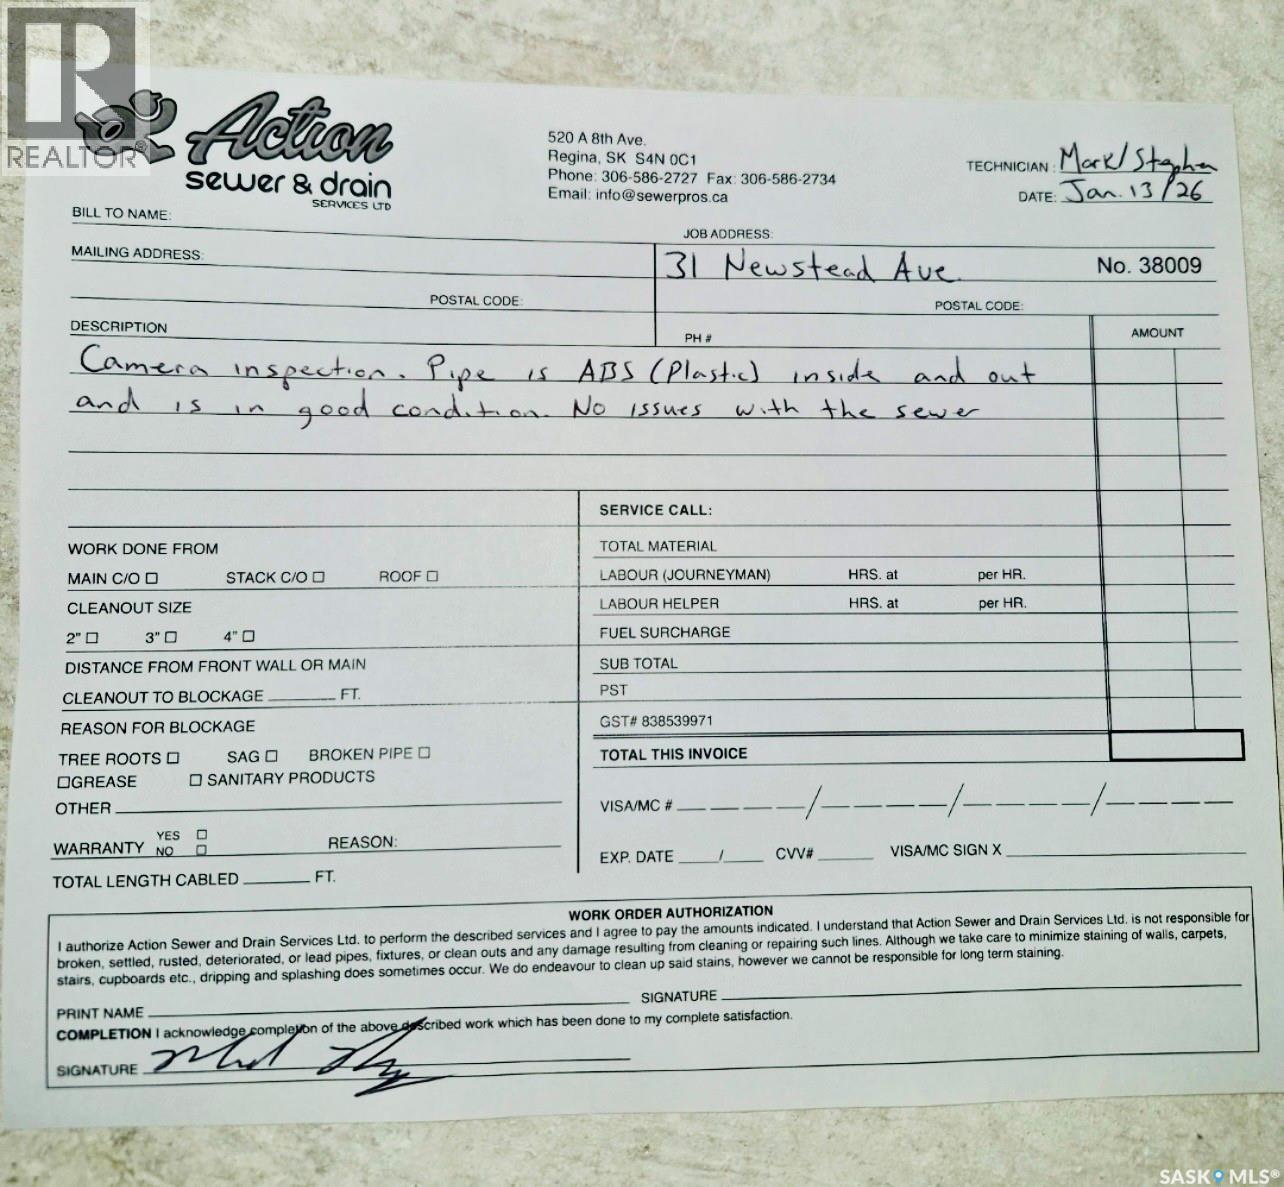 REALTOR®
Action
sewer & drain
SERVICES LTD
520 A 8th Ave.
Regina, SK S4N 0C1
Phone: 306-586-2727 Fax: 306-586-2734
Email: info@sewerpros.ca
TECHNICIAN: Mark/Stephen
DATE: Jan. 13/26
BILL TO NAME:
MAILING ADDRESS:
POSTAL CODE:
JOB ADDRESS:
31 Newstead Ave.
No. 38009
POSTAL CODE:
PH #
DESCRIPTION
AMOUNT
Camera inspection. Pipe is ABS (Plastic) inside and out
and is in good condition. No issues with the sewer
WORK DONE FROM
MAIN C/O ☐ STACK C/O ☐ ROOF ☐
CLEANOUT SIZE
2" ☐ 3" ☐ 4" ☐
DISTANCE FROM FRONT WALL OR MAIN
CLEANOUT TO BLOCKAGE ______ FT.
REASON FOR BLOCKAGE
TREE ROOTS ☐ SAG ☐ BROKEN PIPE ☐
☐ GREASE ☐ SANITARY PRODUCTS
OTHER
WARRANTY YES ☐
NO ☐ REASON:
TOTAL LENGTH CABLED ______ FT.
SERVICE CALL:
TOTAL MATERIAL
LABOUR (JOURNEYMAN) HRS. at per HR.
LABOUR HELPER HRS. at per HR.
FUEL SURCHARGE
SUB TOTAL
PST
GST# 838539971
TOTAL THIS INVOICE
VISA/MC # ____ / ____ / ____ / ____
EXP. DATE ___/___ CVV# ____ VISA/MC SIGN X
WORK ORDER AUTHORIZATION
I authorize Action Sewer and Drain Services Ltd. to perform the described services and I agree to pay the amounts indicated. I understand that Action Sewer and Drain Services Ltd. is not responsible for
broken, settled, rusted, deteriorated, or lead pipes, fixtures, or clean outs and any damage resulting from cleaning or repairing such lines. Although we take care to minimize staining of walls, carpets,
stairs, cupboards etc., dripping and splashing does sometimes occur. We do endeavour to clean up said stains, however we cannot be responsible for long term staining.
PRINT NAME SIGNATURE
COMPLETION I acknowledge completion of the above described work which has been done to my complete satisfaction.
SIGNATURE
SASK MLS®